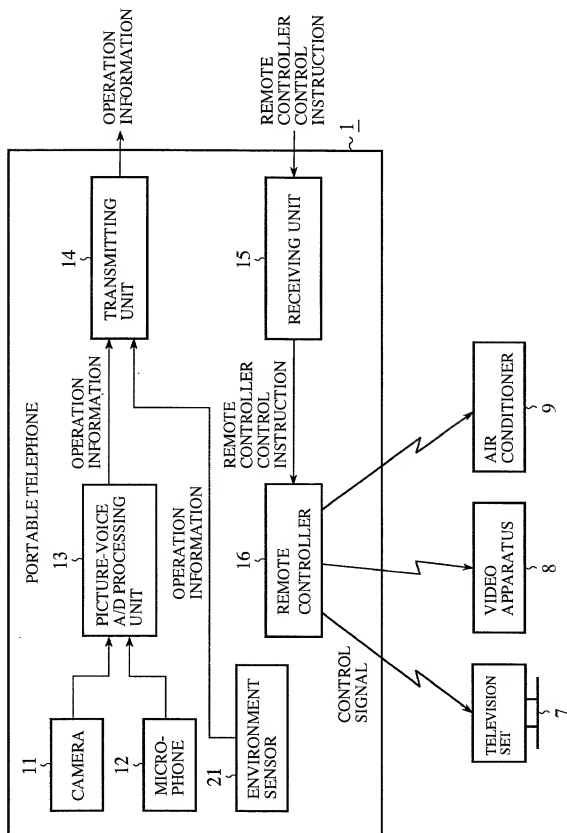 PORTABLE TELEPHONE
1
11
CAMERA
12
MICRO-
PHONE
21
ENVIRONMENT
SENSOR
13
PICTURE-VOICE
A/D PROCESSING
UNIT
OPERATION
INFORMATION
OPERATION
INFORMATION
14
TRANSMITTING
UNIT
OPERATION
INFORMATION
REMOTE
CONTROLLER
CONTROL
INSTRUCTION
15
RECEIVING UNIT
REMOTE
CONTROLLER
CONTROL
INSTRUCTION
16
REMOTE
CONTROLLER
CONTROL
SIGNAL
TELEVISION
SET
7
VIDEO
APPARATUS
8
AIR
CONDITIONER
9